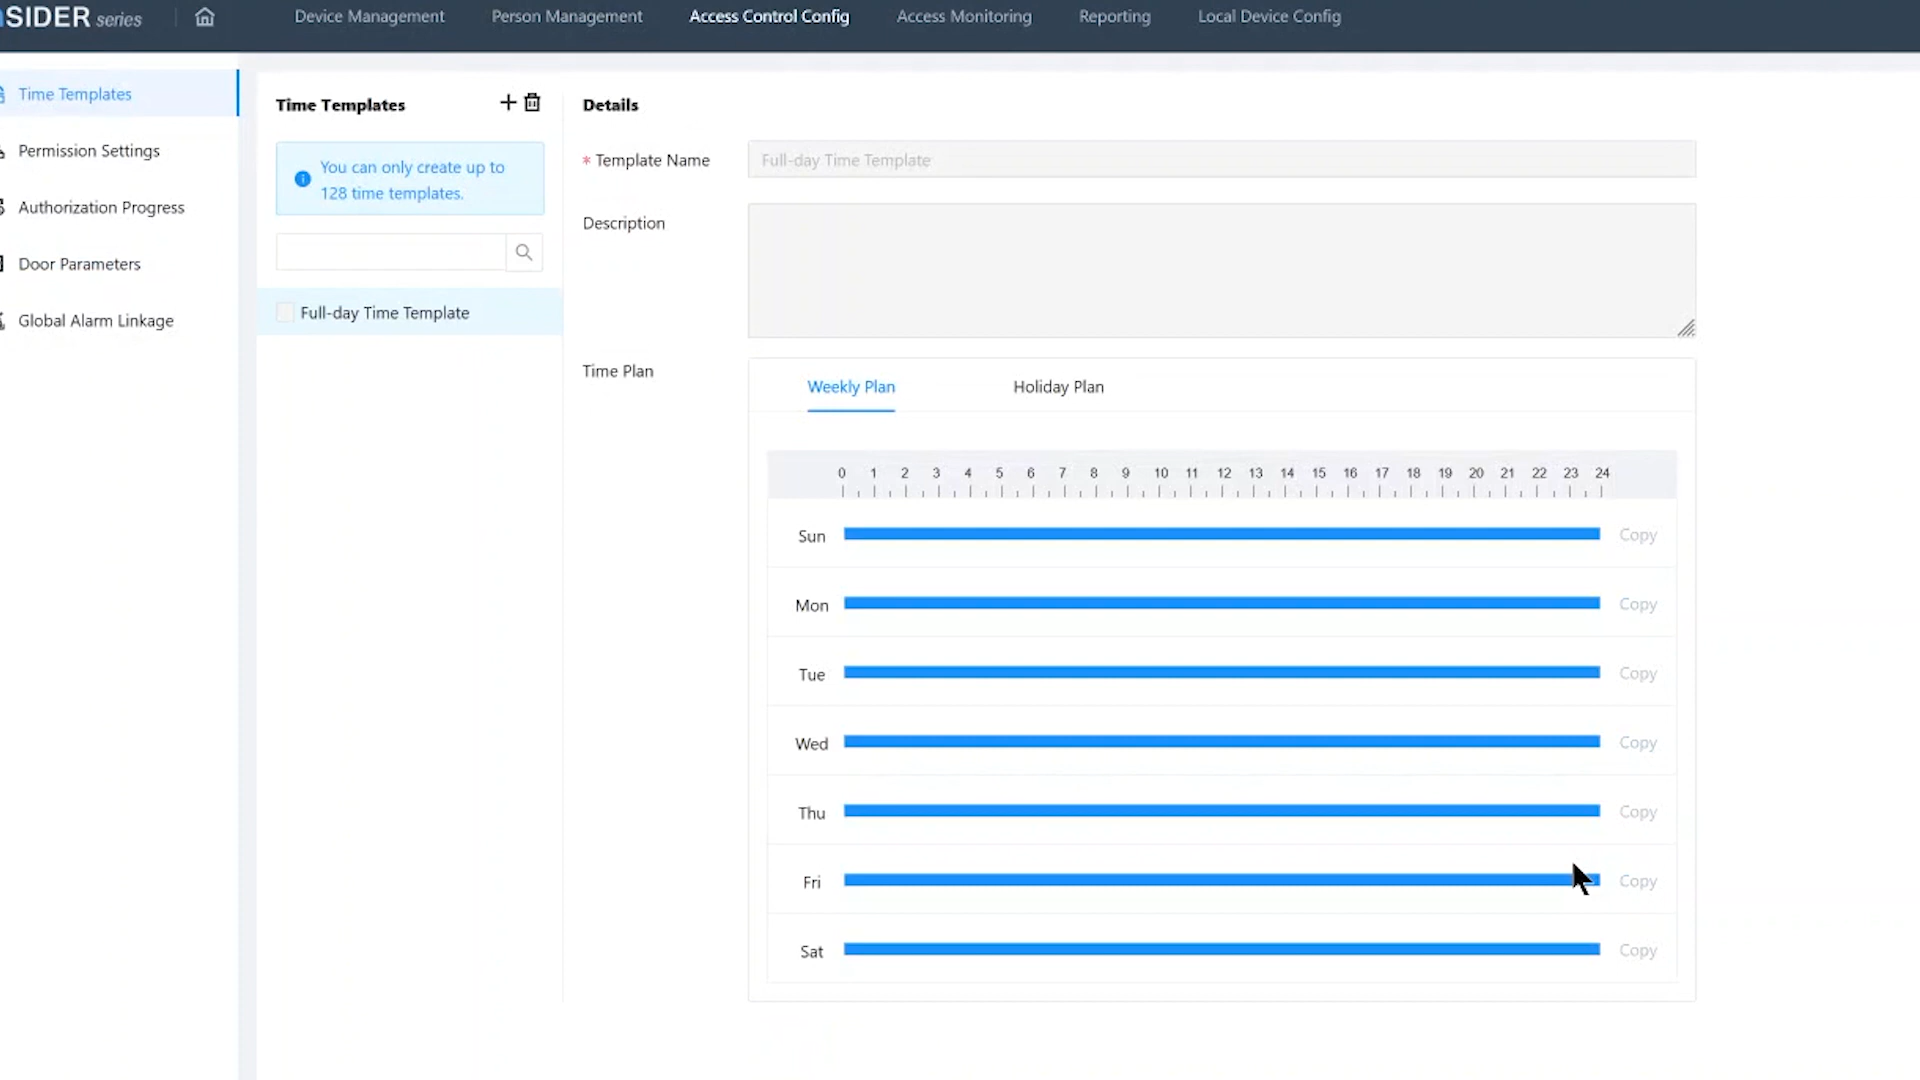 SIDER series
Device Management
Person Management
Access Control Config
Access Monitoring
Reporting
Local Device Config
Time Templates
Permission Settings
Authorization Progress
Door Parameters
Global Alarm Linkage
Time Templates
You can only create up to
128 time templates.
Full-day Time Template
Details
* Template Name
Full-day Time Template
Description
Time Plan
Weekly Plan
Holiday Plan
0 1 2 3 4 5 6 7 8 9 10 11 12 13 14 15 16 17 18 19 20 21 22 23 24
Sun Copy
Mon Copy
Tue Copy
Wed Copy
Thu Copy
Fri Copy
Sat Copy